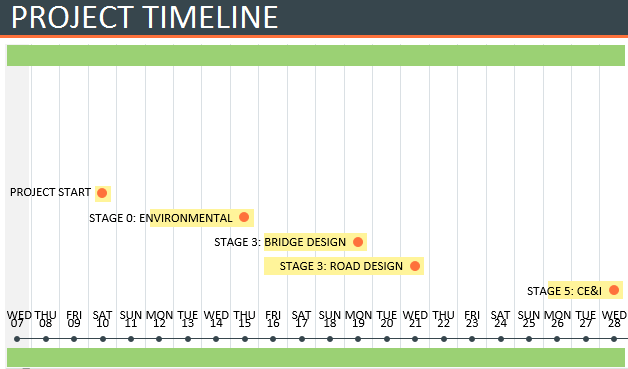 PROJECT TIMELINE
PROJECT START
STAGE 0: ENVIRONMENTAL
STAGE 3: BRIDGE DESIGN
STAGE 3: ROAD DESIGN
STAGE 5: CE&I
WED THU FRI SAT SUN MON TUE WED THU FRI SAT SUN MON TUE WED THU FRI SAT SUN MON TUE WED
07 08 09 10 11 12 13 14 15 16 17 18 19 20 21 22 23 24 25 26 27 28